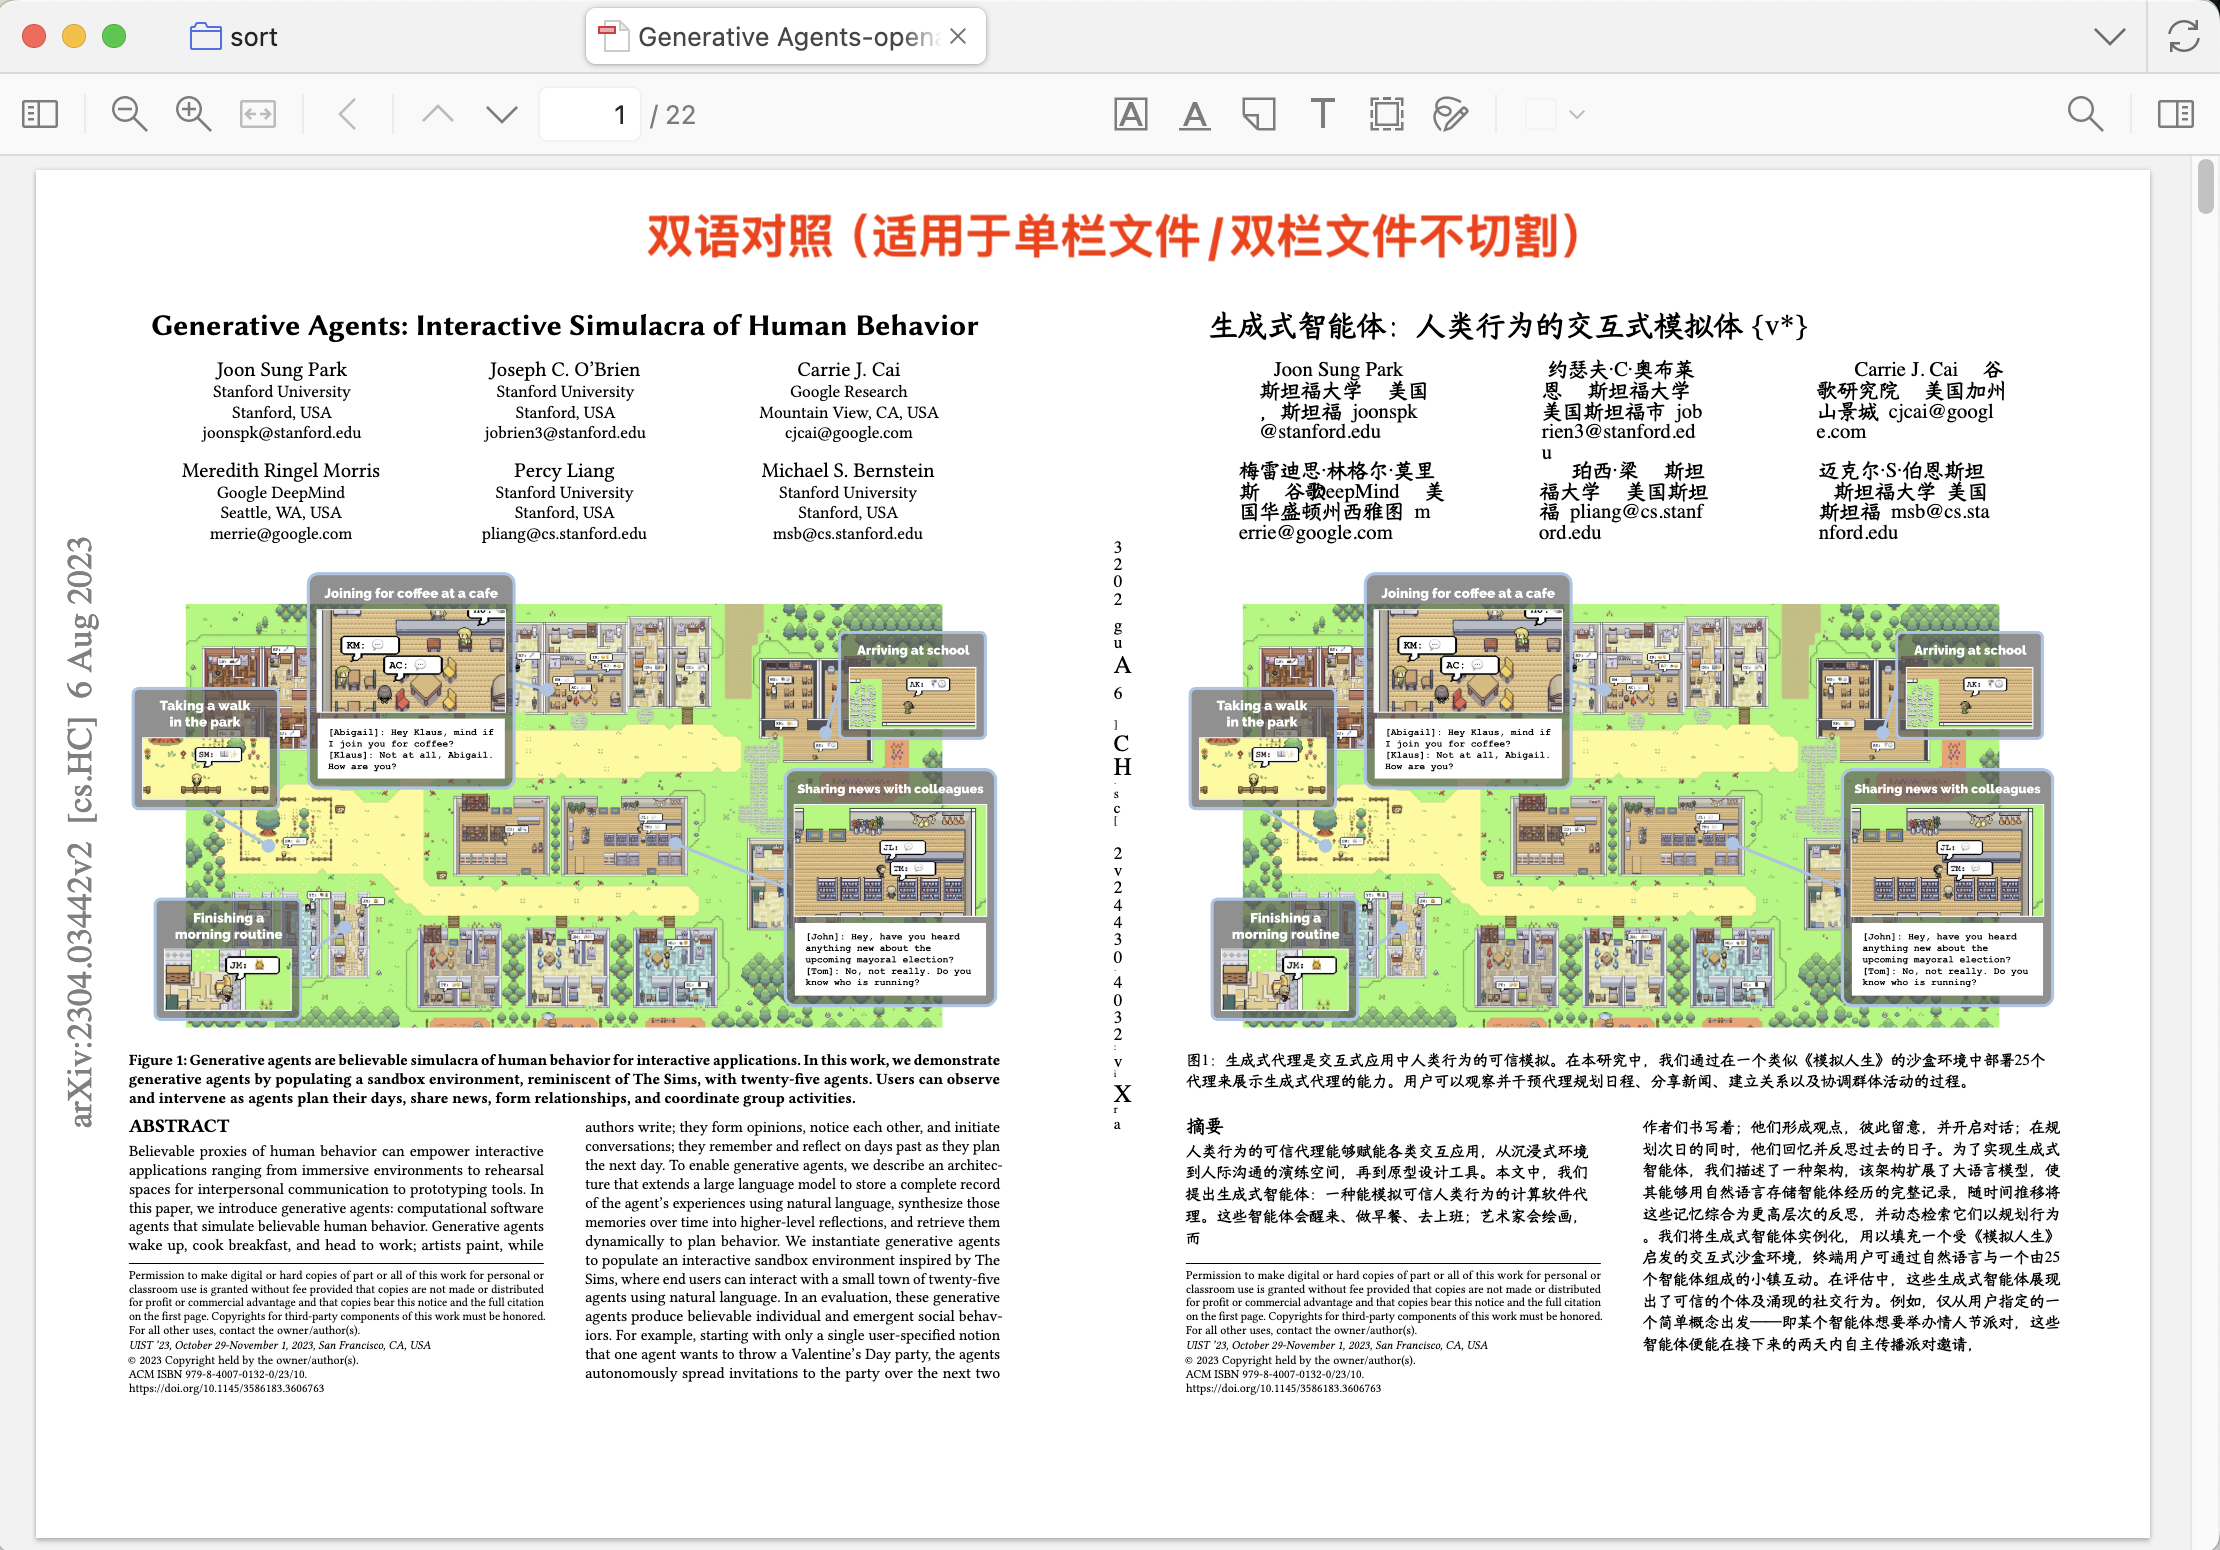 sort
Generative Agents-open
1 / 22
双语对照（适用于单栏文件/双栏文件不切割）
Generative Agents: Interactive Simulacra of Human Behavior
Joon Sung Park
Stanford University
Stanford, USA
joonspk@stanford.edu
Joseph C. O’Brien
Stanford University
Stanford, USA
jobrien3@stanford.edu
Carrie J. Cai
Google Research
Mountain View, CA, USA
cjcai@google.com
Meredith Ringel Morris
Google DeepMind
Seattle, WA, USA
merrie@google.com
Percy Liang
Stanford University
Stanford, USA
pliang@cs.stanford.edu
Michael S. Bernstein
Stanford University
Stanford, USA
msb@cs.stanford.edu
arXiv:2304.03442v2 [cs.HC] 6 Aug 2023
Joining for coffee at a cafe
KM:
AC:
[Abigail]: Hey Klaus, mind if
I join you for coffee?
[Klaus]: Not at all, Abigail.
How are you?
Arriving at school
AK:
Taking a walk
in the park
SM:
Sharing news with colleagues
JL:
TM:
[John]: Hey, have you heard
anything new about the
upcoming mayoral election?
[Tom]: No, not really. Do you
know who is running?
Finishing a
morning routine
JM:
Figure 1: Generative agents are believable simulacra of human behavior for interactive applications. In this work, we demonstrate
generative agents by populating a sandbox environment, reminiscent of The Sims, with twenty-five agents. Users can observe
and intervene as agents plan their days, share news, form relationships, and coordinate group activities.
ABSTRACT
Believable proxies of human behavior can empower interactive
applications ranging from immersive environments to rehearsal
spaces for interpersonal communication to prototyping tools. In
this paper, we introduce generative agents: computational software
agents that simulate believable human behavior. Generative agents
wake up, cook breakfast, and head to work; artists paint, while
Permission to make digital or hard copies of part or all of this work for personal or
classroom use is granted without fee provided that copies are not made or distributed
for profit or commercial advantage and that copies bear this notice and the full citation
on the first page. Copyrights for third-party components of this work must be honored.
For all other uses, contact the owner/author(s).
UIST ’23, October 29-November 1, 2023, San Francisco, CA, USA
© 2023 Copyright held by the owner/author(s).
ACM ISBN 979-8-4007-0132-0/23/10.
https://doi.org/10.1145/3586183.3606763
authors write; they form opinions, notice each other, and initiate
conversations; they remember and reflect on days past as they plan
the next day. To enable generative agents, we describe an architec-
ture that extends a large language model to store a complete record
of the agent’s experiences using natural language, synthesize those
memories over time into higher-level reflections, and retrieve them
dynamically to plan behavior. We instantiate generative agents
to populate an interactive sandbox environment inspired by The
Sims, where end users can interact with a small town of twenty-five
agents using natural language. In an evaluation, these generative
agents produce believable individual and emergent social behav-
iors. For example, starting with only a single user-specified notion
that one agent wants to throw a Valentine’s Day party, the agents
autonomously spread invitations to the party over the next two
3
2
0
2
g
u
A
6
]
C
H
.
s
c
[
2
v
2
4
4
3
0
.
4
0
3
2
:
v
i
X
r
a
生成式智能体：人类行为的交互式模拟体 {v*}
Joon Sung Park
斯坦福大学 美国
，斯坦福 joonspk
@stanford.edu
约瑟夫·C·奥布莱
恩 斯坦福大学
美国斯坦福市 job
rien3@stanford.ed
u
Carrie J. Cai 谷
歌研究院 美国加州
山景城 cjcai@googl
e.com
梅雷迪思·林格尔·莫里
斯 谷歌DeepMind 美
国华盛顿州西雅图 m
errie@google.com
珀西·梁 斯坦
福大学 美国斯坦
福 pliang@cs.stanf
ord.edu
迈克尔·S·伯恩斯坦
斯坦福大学 美国
斯坦福 msb@cs.sta
nford.edu
Joining for coffee at a cafe
KM:
AC:
[Abigail]: Hey Klaus, mind if
I join you for coffee?
[Klaus]: Not at all, Abigail.
How are you?
Arriving at school
AK:
Taking a walk
in the park
SM:
Sharing news with colleagues
JL:
TM:
[John]: Hey, have you heard
anything new about the
upcoming mayoral election?
[Tom]: No, not really. Do you
know who is running?
Finishing a
morning routine
JM:
图1：生成式代理是交互式应用中人类行为的可信模拟。在本研究中，我们通过在一个类似《模拟人生》的沙盒环境中部署25个
代理来展示生成式代理的能力。用户可以观察并干预代理规划日程、分享新闻、建立关系以及协调群体活动的过程。
摘要
人类行为的可信代理能够赋能各类交互应用，从沉浸式环境
到人际沟通的演练空间，再到原型设计工具。本文中，我们
提出生成式智能体：一种能模拟可信人类行为的计算软件代
理。这些智能体会醒来、做早餐、去上班；艺术家会绘画，
而
Permission to make digital or hard copies of part or all of this work for personal or
classroom use is granted without fee provided that copies are not made or distributed
for profit or commercial advantage and that copies bear this notice and the full citation
on the first page. Copyrights for third-party components of this work must be honored.
For all other uses, contact the owner/author(s).
UIST ’23, October 29-November 1, 2023, San Francisco, CA, USA
© 2023 Copyright held by the owner/author(s).
ACM ISBN 979-8-4007-0132-0/23/10.
https://doi.org/10.1145/3586183.3606763
作者们书写着；他们形成观点，彼此留意，并开启对话；在规
划次日的同时，他们回忆并反思过去的日子。为了实现生成式
智能体，我们描述了一种架构，该架构扩展了大语言模型，使
其能够用自然语言存储智能体经历的完整记录，随时间推移将
这些记忆综合为更高层次的反思，并动态检索它们以规划行为
。我们将生成式智能体实例化，用以填充一个受《模拟人生》
启发的交互式沙盒环境，终端用户可通过自然语言与一个由25
个智能体组成的小镇互动。在评估中，这些生成式智能体展现
出了可信的个体及涌现的社交行为。例如，仅从用户指定的一
个简单概念出发——即某个智能体想要举办情人节派对，这些
智能体便能在接下来的两天内自主传播派对邀请，